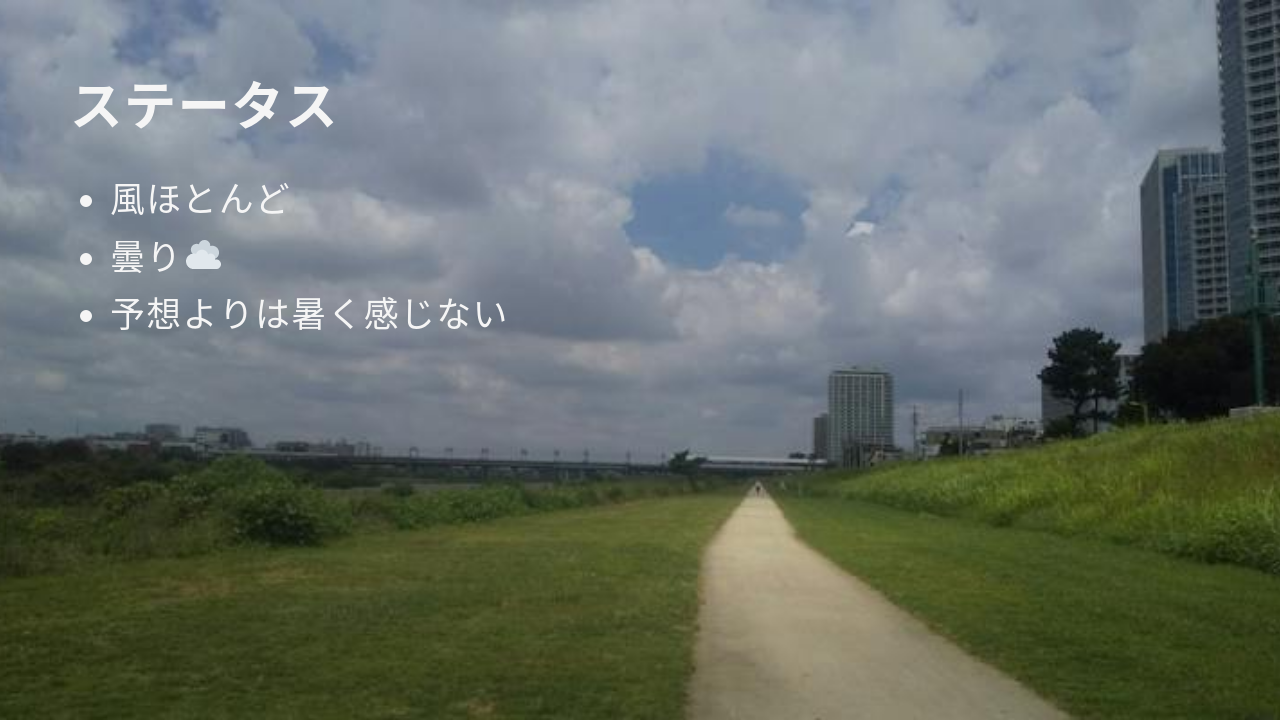 ステータス
• 風ほとんど
• 曇り☁
• 予想よりは暑く感じない